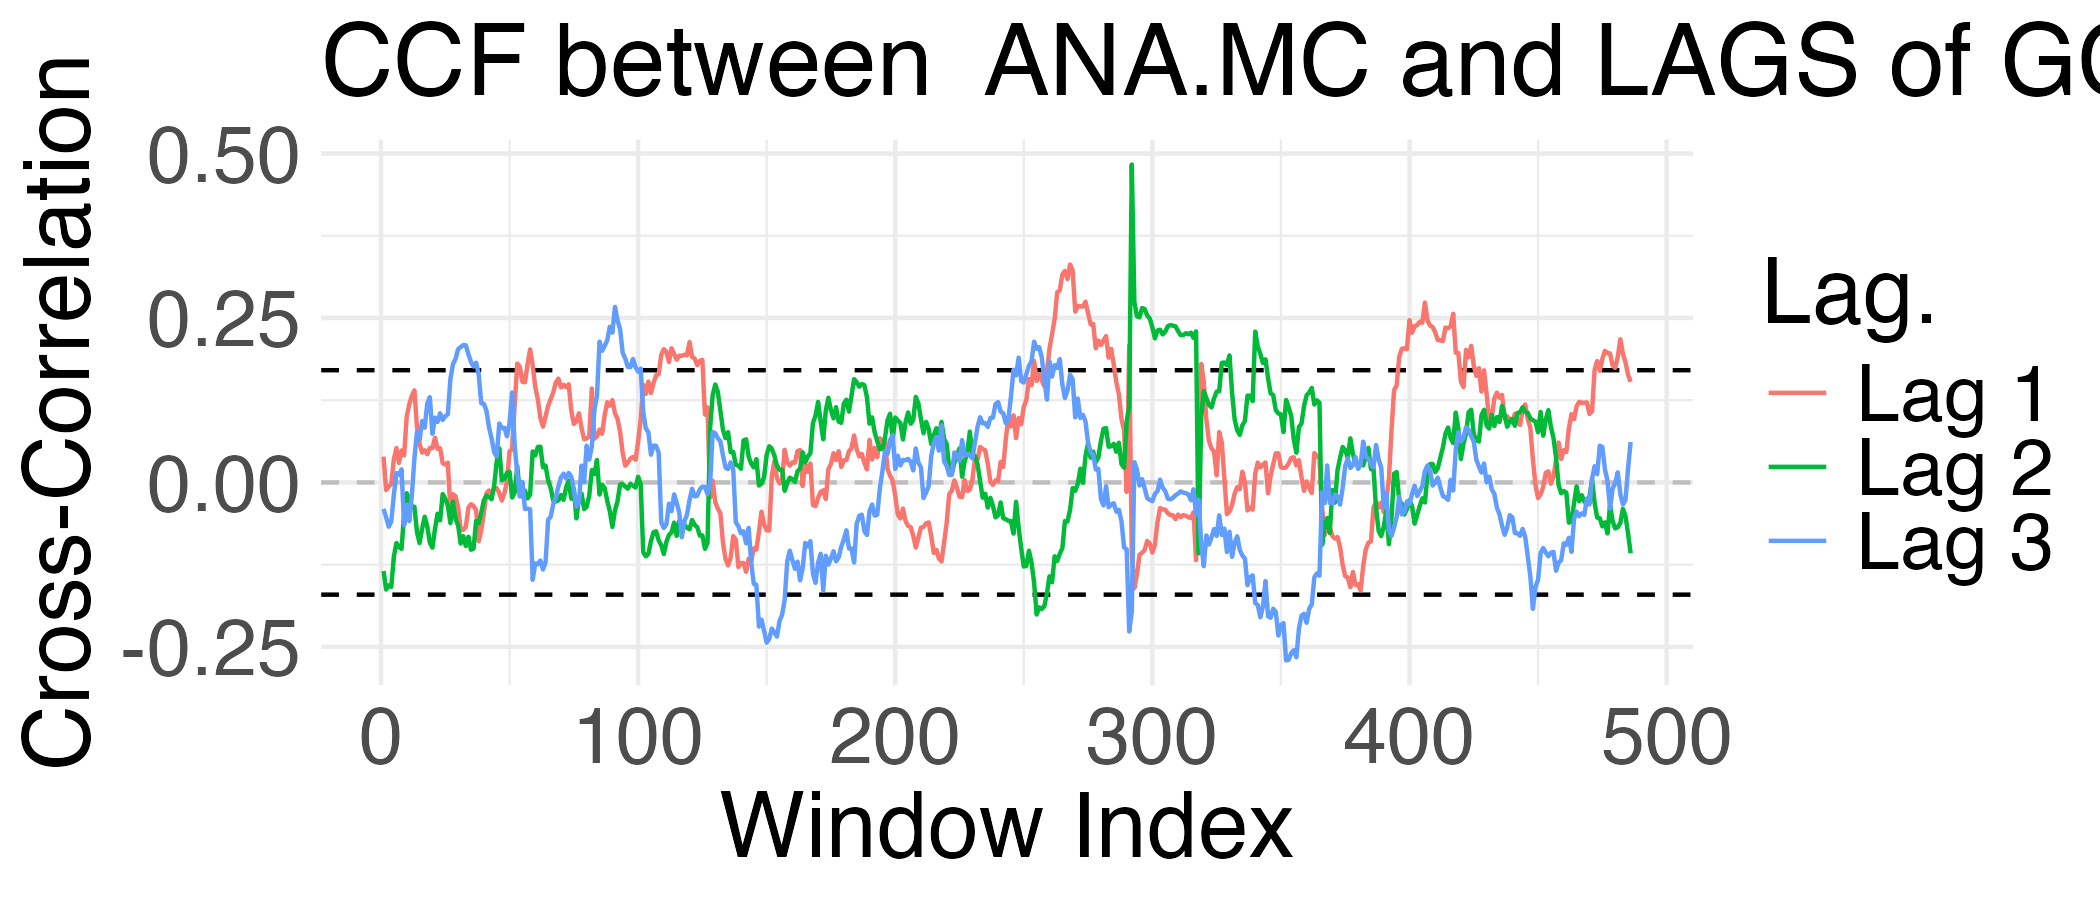 CCF between ANA.MC and LAGS of
Cross-Correlation
0.50
0.25
0.00
-0.25
0 100 200 300 400 500
Window Index
Lag.
Lag 1
Lag 2
Lag 3